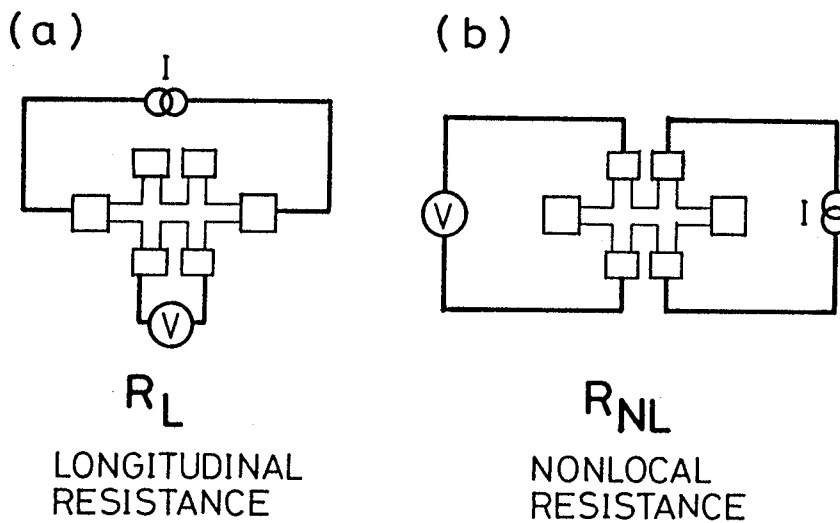 (a)
I
V
R_L
LONGITUDINAL
RESISTANCE
(b)
V
I
R_NL
NONLOCAL
RESISTANCE